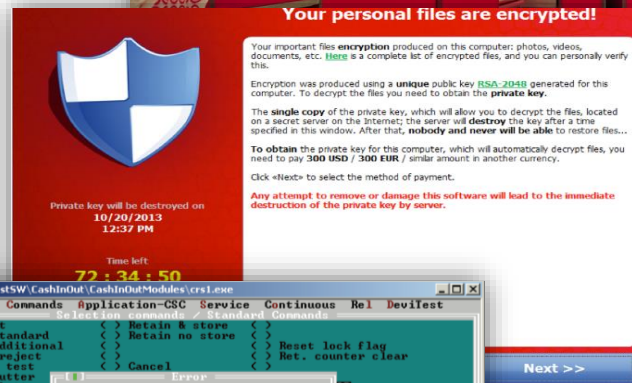 Your personal files are encrypted!
Your important files encryption produced on this computer: photos, videos,
documents, etc. Here is a complete list of encrypted files, and you can personally verify
this.
Encryption was produced using a unique public key RSA-2048 generated for this
computer. To decrypt the files you need to obtain the private key.
The single copy of the private key, which will allow you to decrypt the files, located
on a secret server on the Internet; the server will destroy the key after a time
specified in this window. After that, nobody and never will be able to restore files...
To obtain the private key for this computer, which will automatically decrypt files, you
need to pay 300 USD / 300 EUR / similar amount in another currency.
Click «Next» to select the method of payment.
Any attempt to remove or damage this software will lead to the immediate
destruction of the private key by server.
Private key will be destroyed on
10/20/2013
12:37 PM
Time left
72 : 34 : 50
stSW\CashInOut\CashInOutModules\crs1.exe
Commands Application-CSC Service Continuous Rel DeviTest
Selection commands / Standard Commands
( ) Retain & store ( )
tandard ( ) Retain no store ( )
dditional ( ) ( ) Reset lock flag
reject ( ) ( ) Ret. counter clear
test ( ) Cancel ( )
utter
Error
Next >>